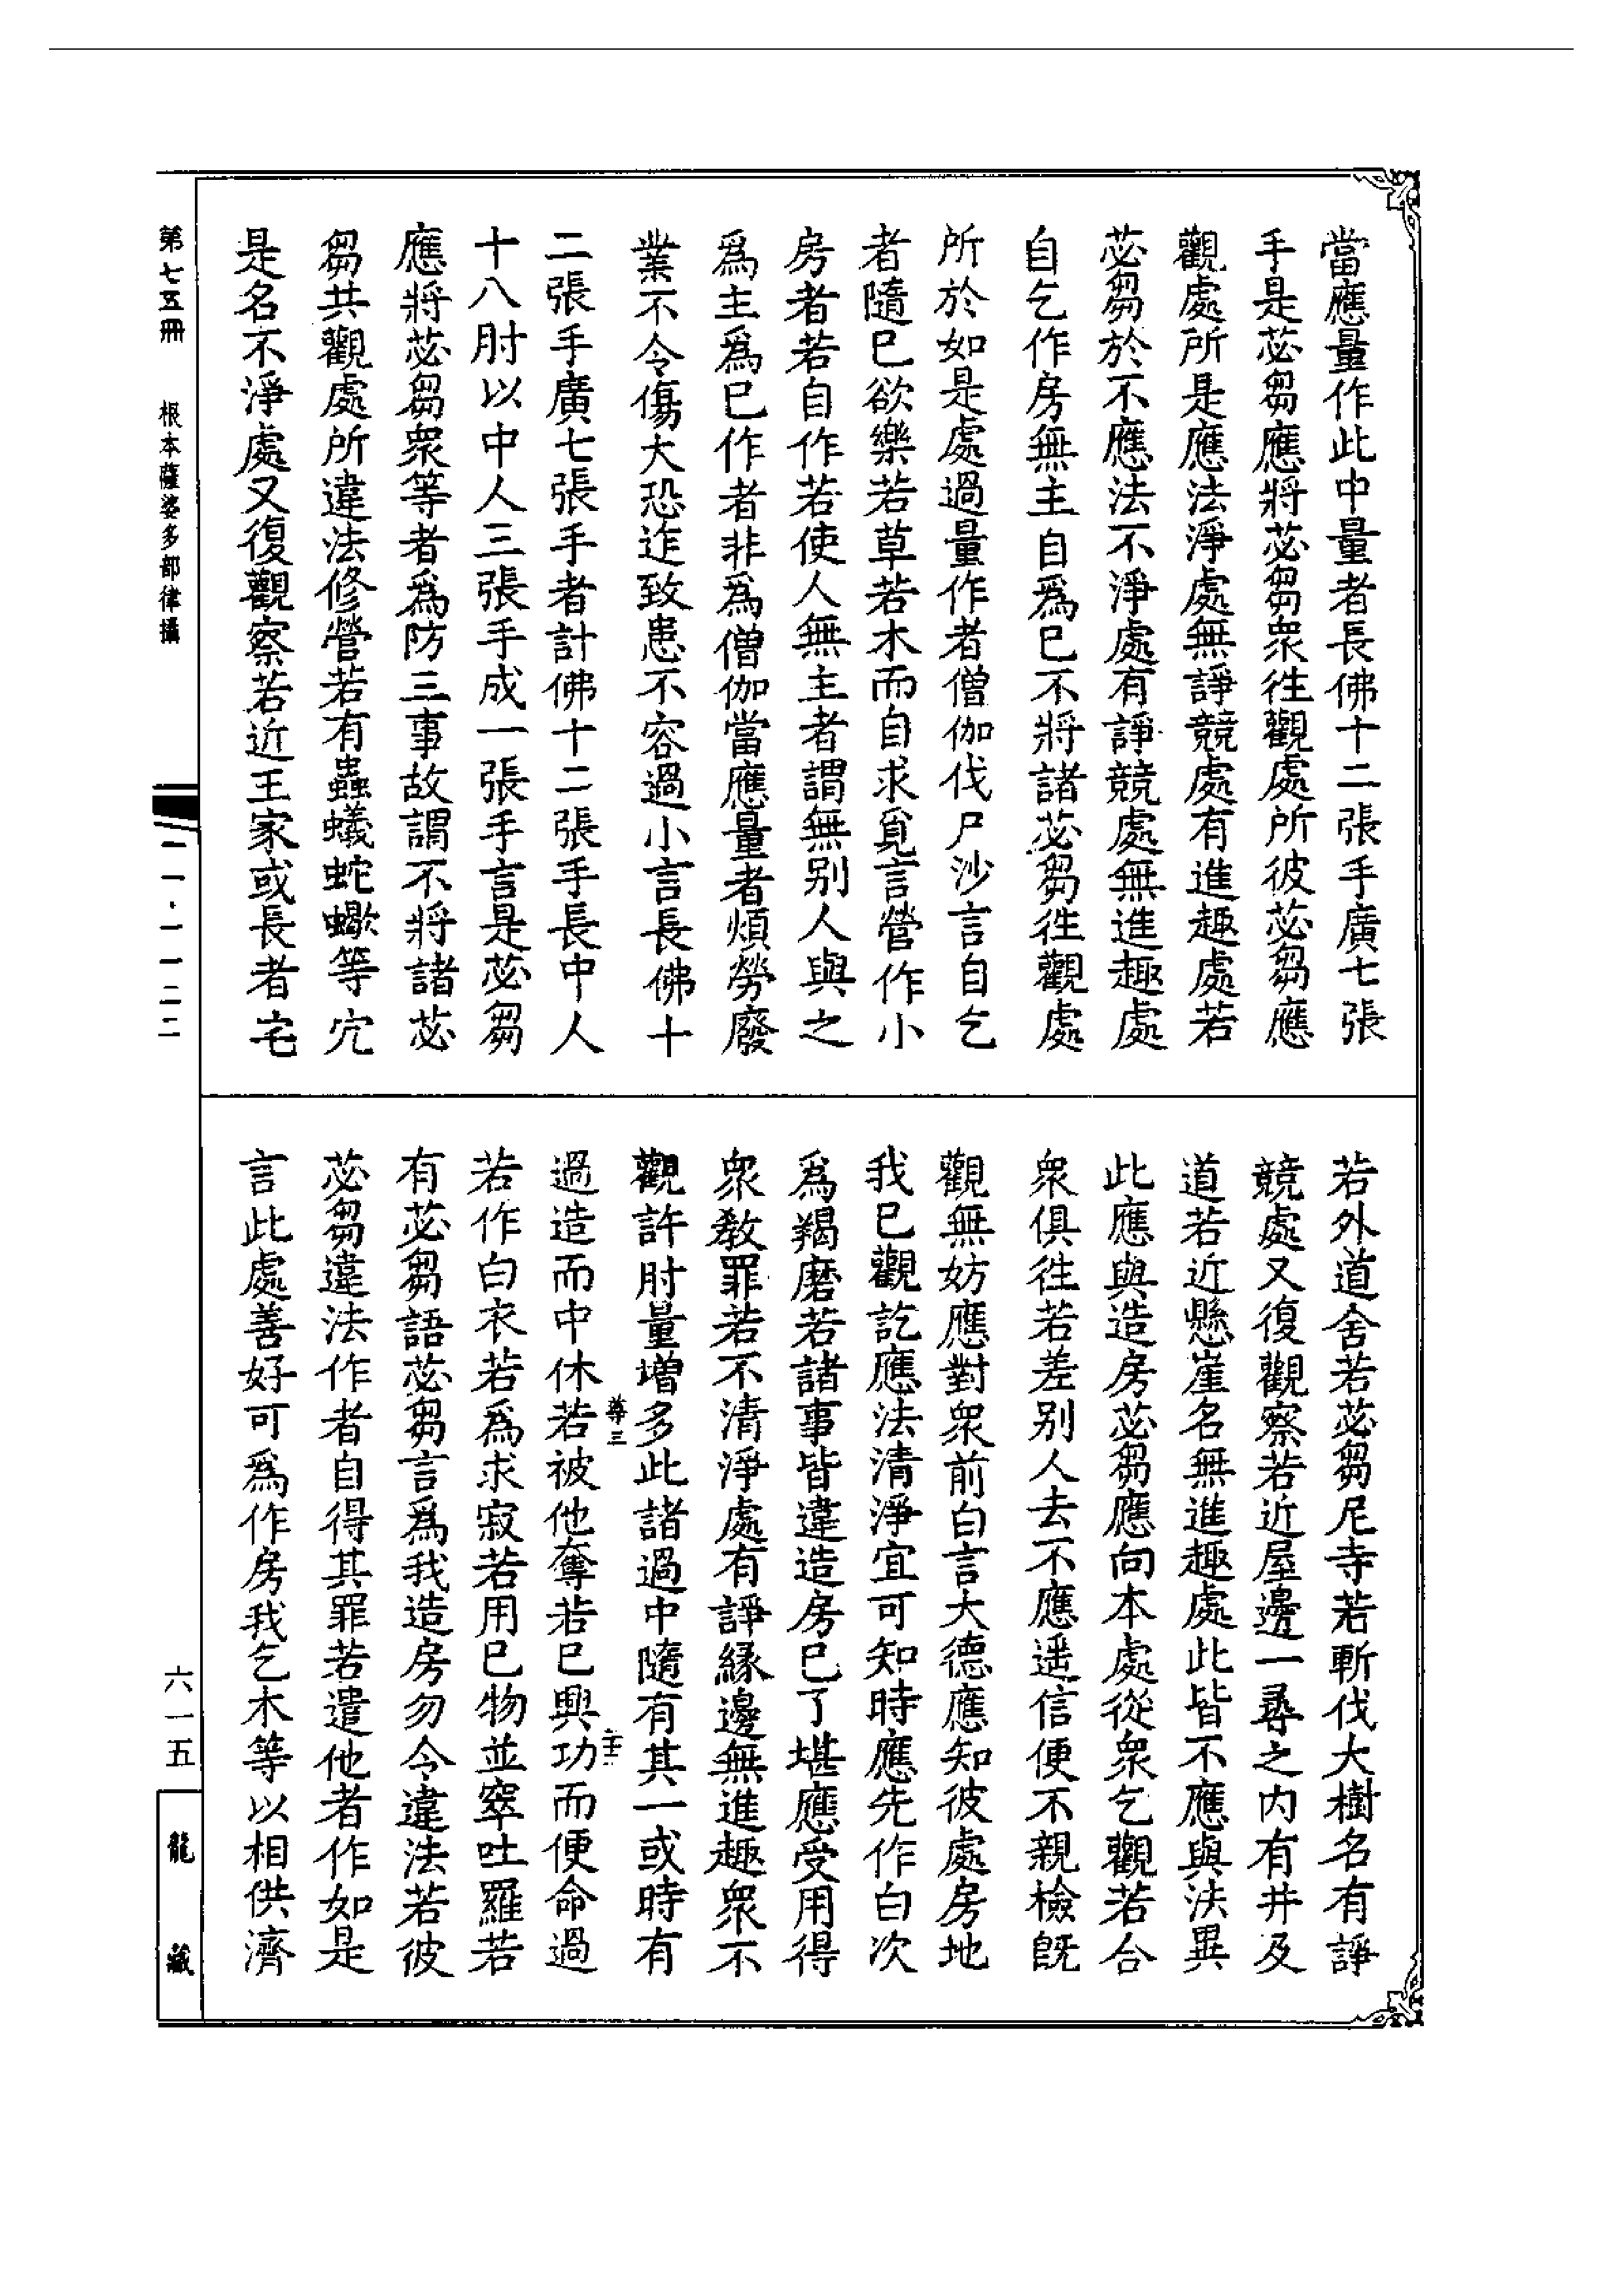 當應量作此中量者長佛十二張手廣七張
手是苾芻應將苾芻眾徃觀處所彼苾芻應
觀處所是應法淨處無諍競處有進趣處若
苾芻於不應法不淨處有諍競處無進趣處
自乞作房無主自爲已不將諸苾芻徃觀處
所於如是處過量作者僧伽伐尸沙言自乞
者隨已欲樂若草若木而自求覓言營作小
房者若自作若使人無主者謂無别人與之
爲主爲已作者非爲僧伽當應量者煩勞廢
業不令傷大恐迮致患不容過小言長佛十
二張手廣七張手者計佛十二張手長中人
十八肘以中人三張手成一張手言是苾芻
應將苾芻衆等者爲防三事故謂不將諸苾
芻共觀處所違法修營若有蟲蟻蛇蠍等穴
是名不淨處又復觀察若近王家或長者宅
若外道舍若苾芻尼寺若斬伐大樹名有諍
競處又復觀察若近屋邊一尋之内有井及
道若近懸崖名無進趣處此皆不應與法異
此應與造房苾芻應向本處從衆乞觀若合
衆俱徃若差别人去不應遥信便不親檢旣
觀無妨應對衆前白言大德應知彼處房地
我已觀訖應法清淨宜可知時應先作白次
爲羯磨若諸事皆違造房已了堪應受用得
衆教罪若不清淨處有諍緣邊無進趣衆不
觀許肘量增多此諸過中隨有其一或時有
過造而中休若被他奪若已興功而便命過
若作白衣若爲求寂若用已物並窣吐羅若
有苾芻語苾芻言爲我造房勿令違法若彼
苾芻違法作者自得其罪若遣他者作如是
言此處善好可爲作房我乞木等以相供濟
尊三
第七五冊
根本薩婆多部律攝
二一·一一二二
六一五
龍藏